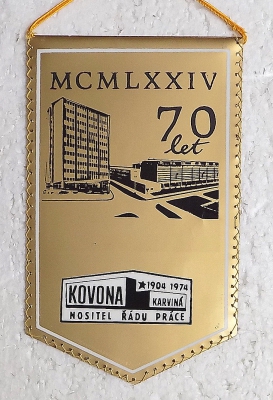 MCMLXXIV
70
let
★1904 1974
KOVONA
KARVINÁ
NOSITEL ŘÁDU PRÁCE